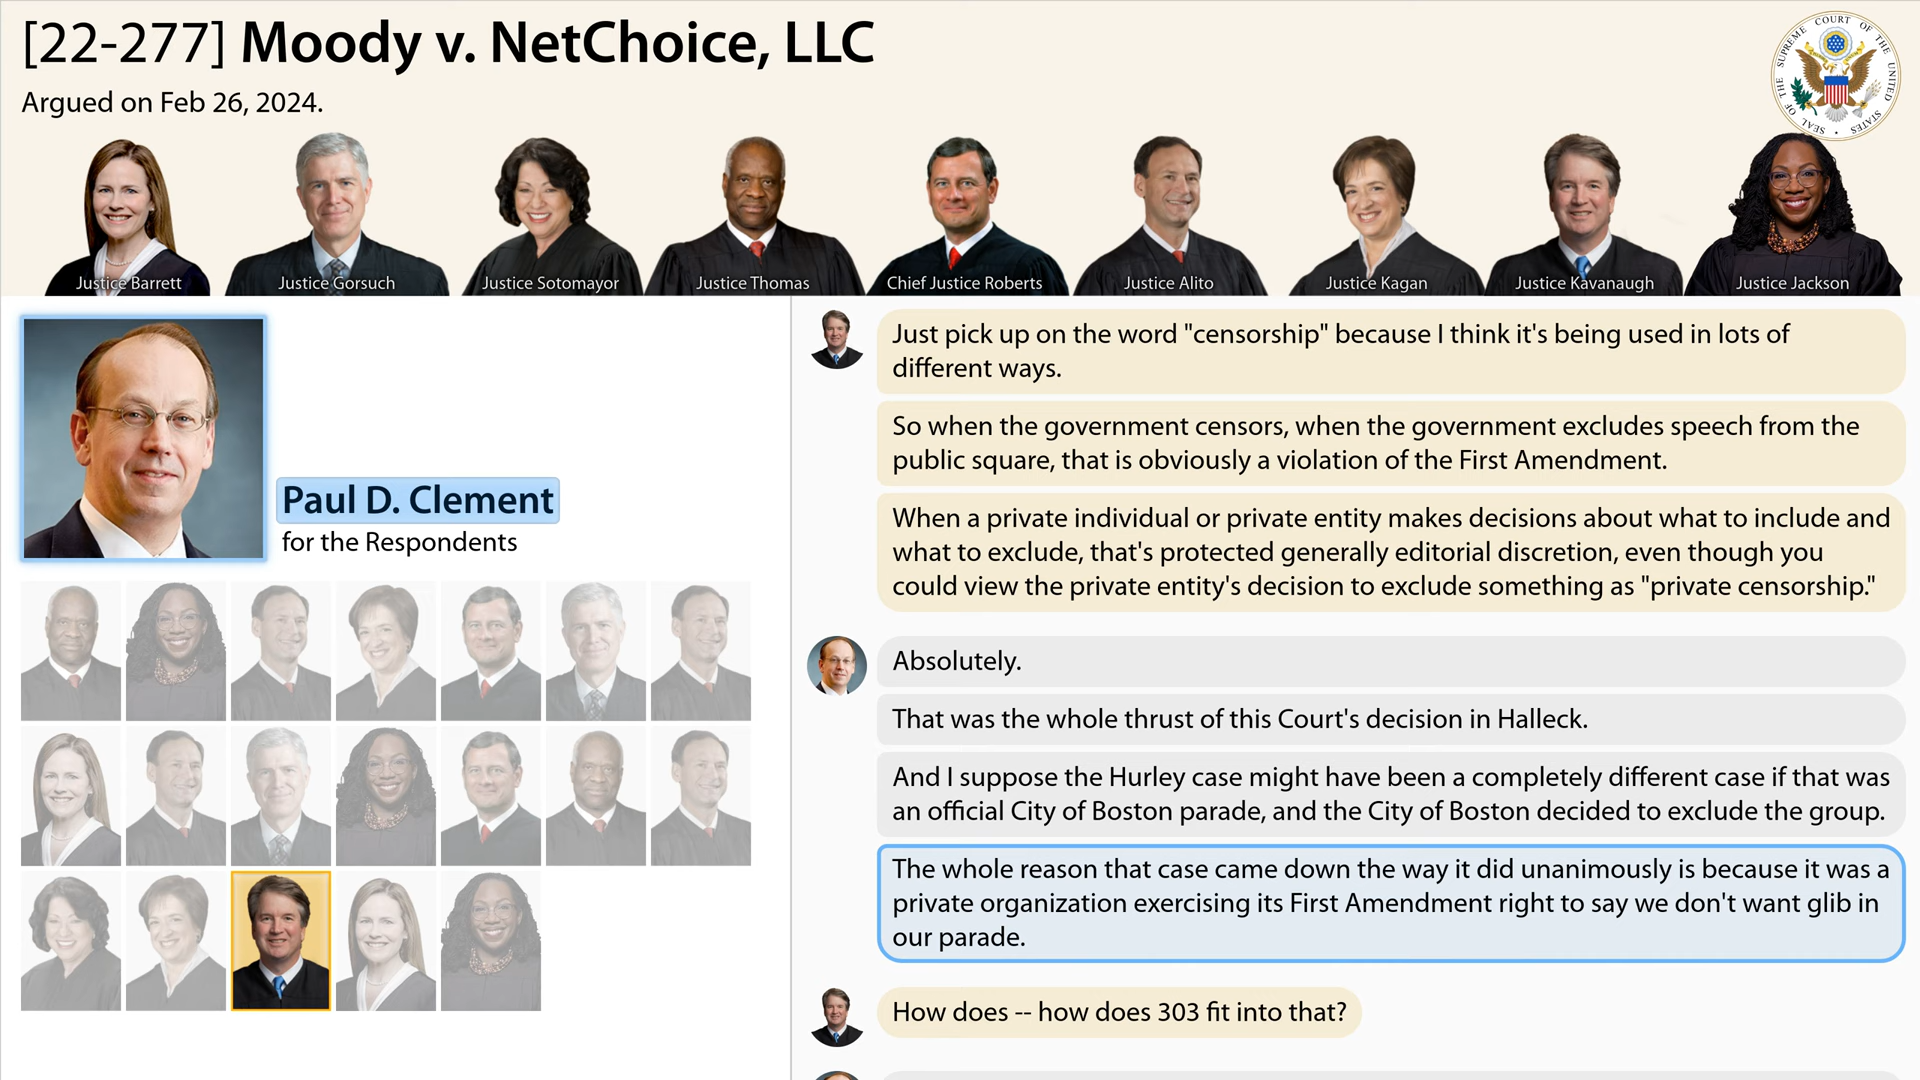 [22-277] Moody v. NetChoice, LLC
Argued on Feb 26, 2024.
SEAL OF THE SUPREME COURT OF THE UNITED STATES
Justice Barrett
Justice Gorsuch
Justice Sotomayor
Justice Thomas
Chief Justice Roberts
Justice Alito
Justice Kagan
Justice Kavanaugh
Justice Jackson
Paul D. Clement
for the Respondents
Just pick up on the word "censorship" because I think it's being used in lots of
different ways.
So when the government censors, when the government excludes speech from the
public square, that is obviously a violation of the First Amendment.
When a private individual or private entity makes decisions about what to include and
what to exclude, that's protected generally editorial discretion, even though you
could view the private entity's decision to exclude something as "private censorship."
Absolutely.
That was the whole thrust of this Court's decision in Halleck.
And I suppose the Hurley case might have been a completely different case if that was
an official City of Boston parade, and the City of Boston decided to exclude the group.
The whole reason that case came down the way it did unanimously is because it was a
private organization exercising its First Amendment right to say we don't want glib in
our parade.
How does -- how does 303 fit into that?